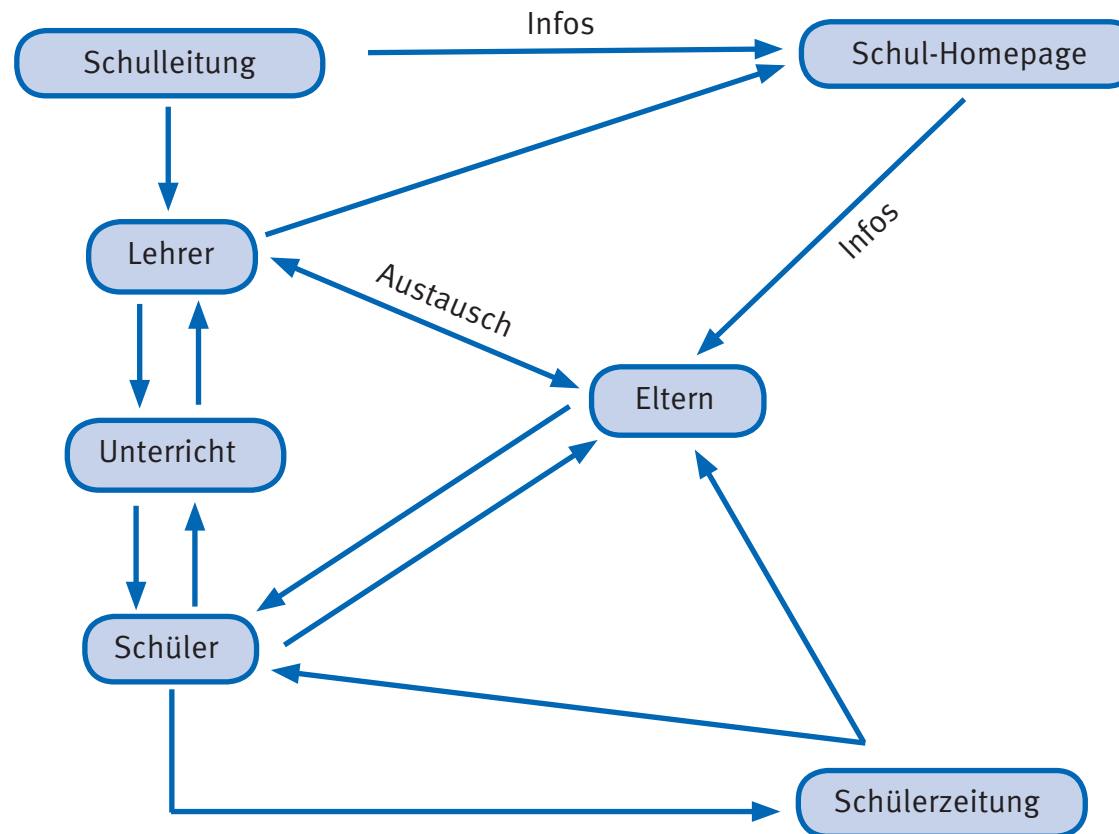 Infos
Schulleitung
Schul-Homepage
Lehrer
Infos
Austausch
Eltern
Unterricht
Schüler
Schülerzeitung